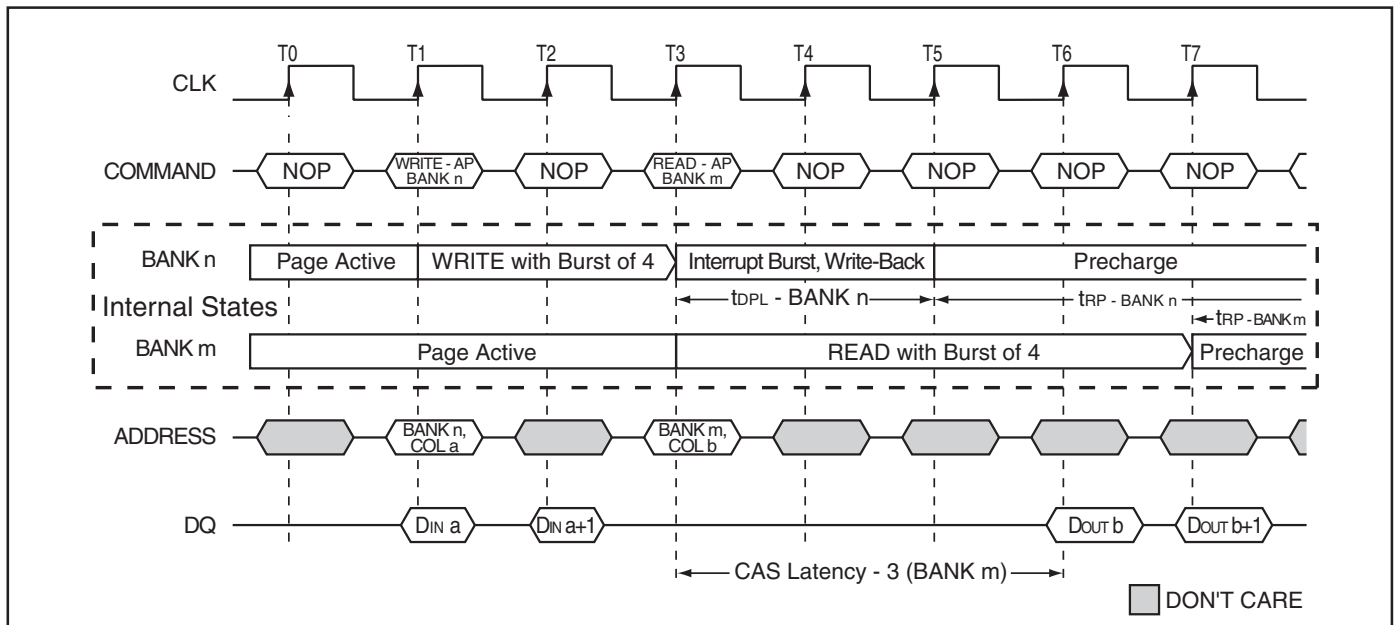 T0 T1 T2 T3 T4 T5 T6 T7
CLK
COMMAND NOP WRITE - AP BANK n NOP READ - AP BANK m NOP NOP NOP NOP
BANK n Page Active WRITE with Burst of 4 Interrupt Burst, Write-Back Precharge
tDPL - BANK n tRP - BANK n
Internal States
tRP - BANK m
BANK m Page Active READ with Burst of 4 Precharge
ADDRESS BANK n, COL a BANK m, COL b
DQ DIN a DIN a+1 DOUT b DOUT b+1
CAS Latency - 3 (BANK m)
DON'T CARE